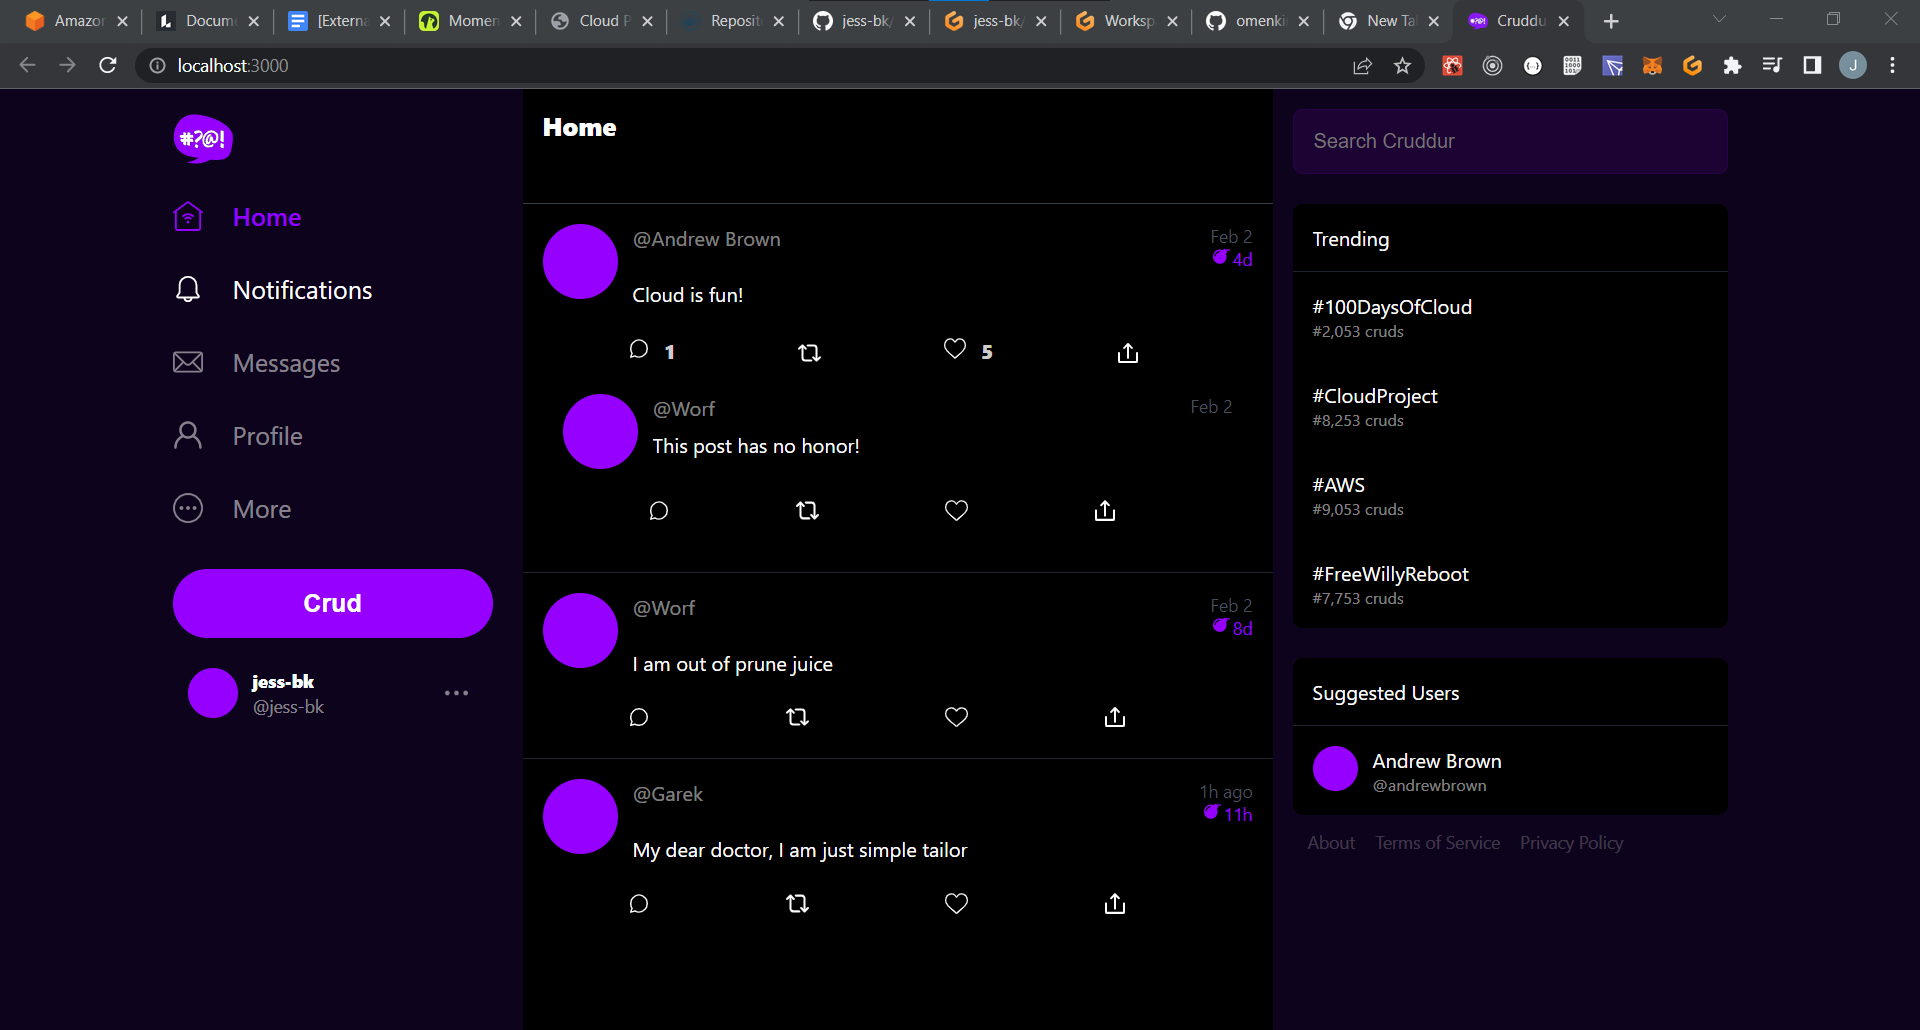 Amazon
Docum
[Externa
Momen
Cloud P
Reposit
jess-bk/
jess-bk/
Worksp
omenki
New Ta
Cruddu
localhost:3000
J
#?@!
Home
Notifications
Messages
Profile
More
Crud
jess-bk
@jess-bk
Home
@Andrew Brown
Feb 2
4d
Cloud is fun!
1
5
@Worf
Feb 2
This post has no honor!
@Worf
Feb 2
8d
I am out of prune juice
@Garek
1h ago
11h
My dear doctor, I am just simple tailor
Search Cruddur
Trending
#100DaysOfCloud
#2,053 cruds
#CloudProject
#8,253 cruds
#AWS
#9,053 cruds
#FreeWillyReboot
#7,753 cruds
Suggested Users
Andrew Brown
@andrewbrown
About Terms of Service Privacy Policy